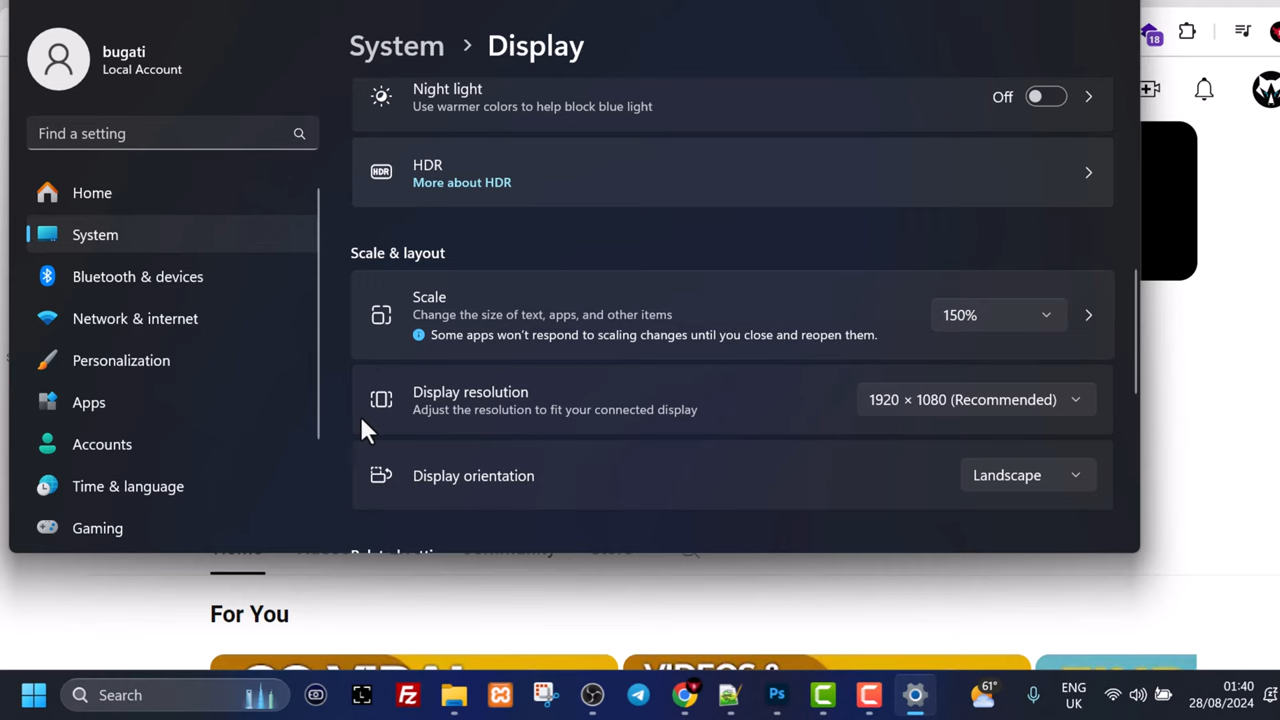 bugati
Local Account
Find a setting
Home
System
Bluetooth & devices
Network & internet
Personalization
Apps
Accounts
Time & language
Gaming
System > Display
Night light
Use warmer colors to help block blue light
Off
HDR
HDR
More about HDR
Scale & layout
Scale
Change the size of text, apps, and other items
Some apps won't respond to scaling changes until you close and reopen them.
150%
Display resolution
Adjust the resolution to fit your connected display
1920 × 1080 (Recommended)
Display orientation
Landscape
18
For You
Search
Fz
Ps
C
C
61°
ENG
UK
01:40
28/08/2024